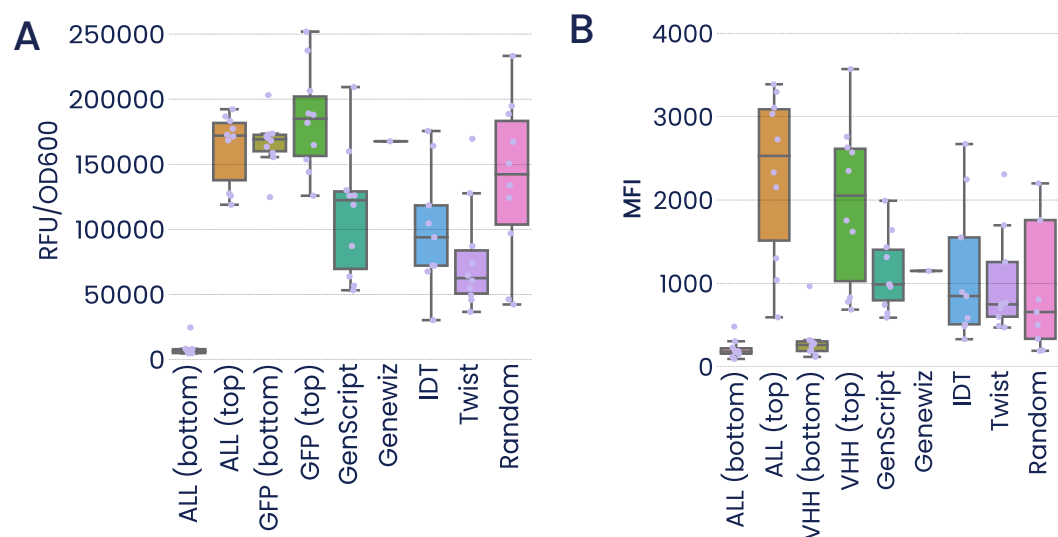 A
RFU/OD600
250000
200000
150000
100000
50000
0
ALL (bottom)
ALL (top)
GFP (bottom)
GFP (top)
GenScript
Genewiz
IDT
Twist
Random
B
MFI
4000
3000
2000
1000
0
ALL (bottom)
ALL (top)
VHH (bottom)
VHH (top)
GenScript
Genewiz
IDT
Twist
Random